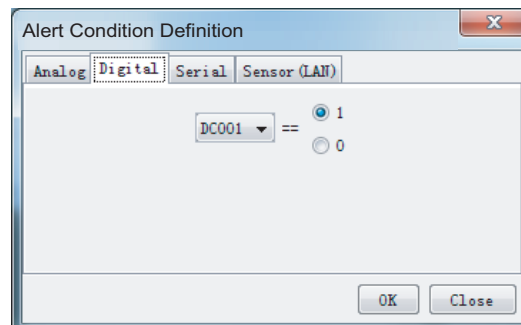 Alert Condition Definition
Analog Digital Serial Sensor(LAN)
DC001 == 1
0
OK Close